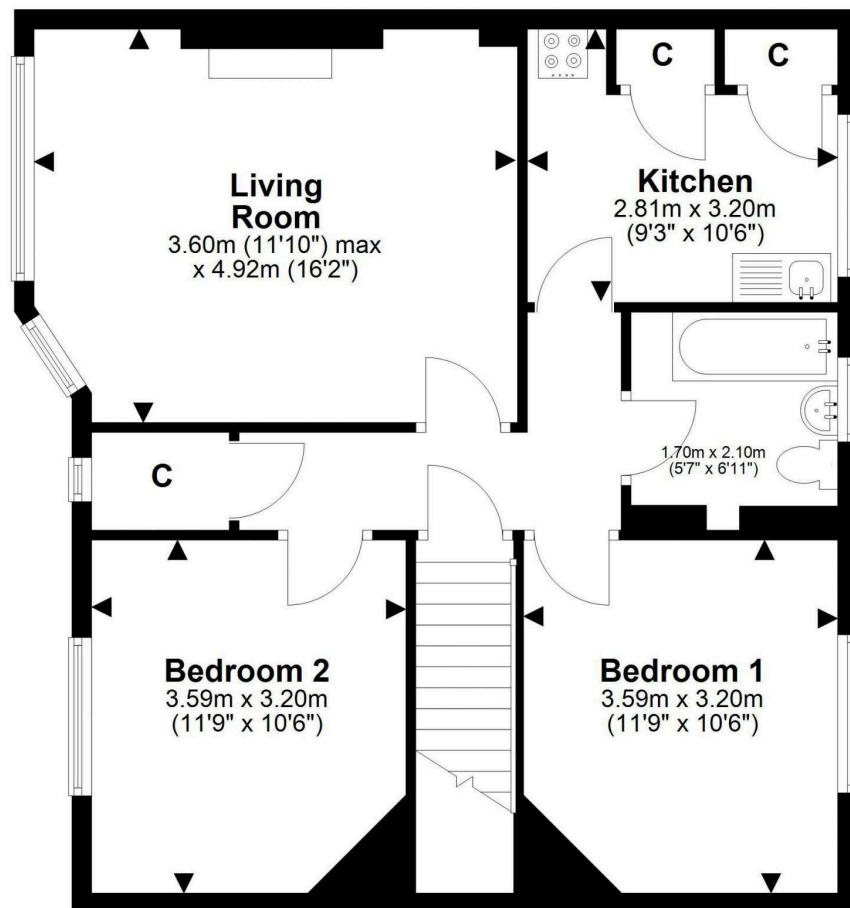 C
C
Living
Room
3.60m (11'10") max
x 4.92m (16'2")
Kitchen
2.81m x 3.20m
(9'3" x 10'6")
1.70m x 2.10m
(5'7" x 6'11")
C
Bedroom 2
3.59m x 3.20m
(11'9" x 10'6")
Bedroom 1
3.59m x 3.20m
(11'9" x 10'6")